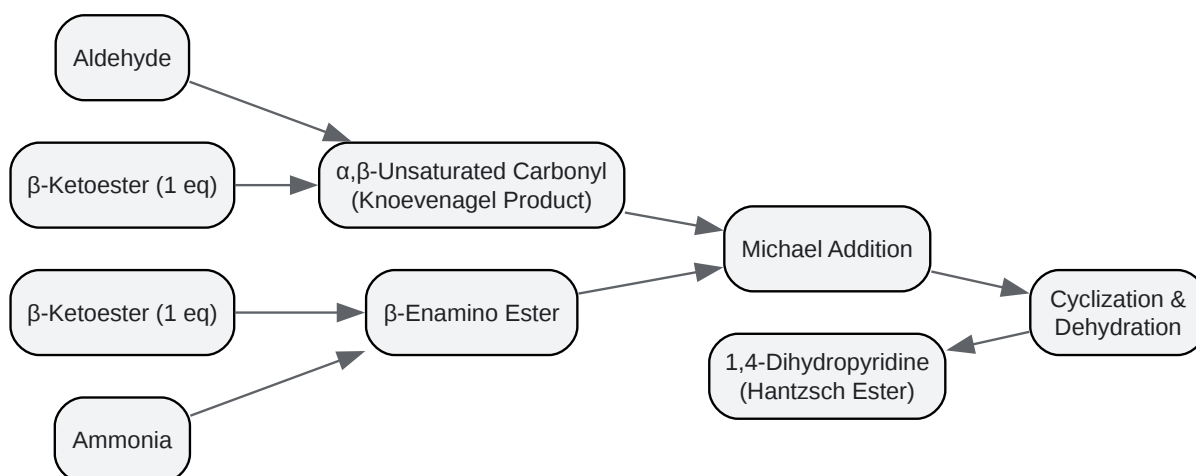 Aldehyde
β-Ketoester (1 eq)
α,β-Unsaturated Carbonyl
(Knoevenagel Product)
β-Ketoester (1 eq)
β-Enamino Ester
Ammonia
Michael Addition
Cyclization &
Dehydration
1,4-Dihydropyridine
(Hantzsch Ester)